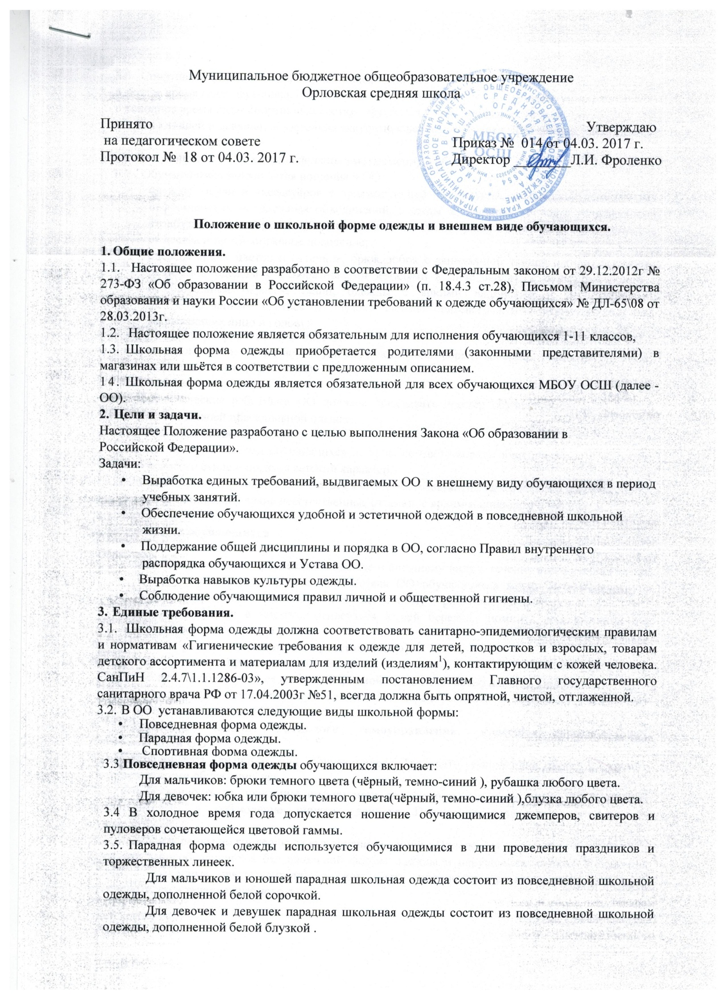 Муниципальное бюджетное общеобразовательное учреждение
Орловская средняя школа
Принято Утверждаю
на педагогическом совете Приказ № 014 от 04.03. 2017 г.
Протокол № 18 от 04.03. 2017 г. Директор ________Л.И. Фроленко
МБОУ
ОСШ
Положение о школьной форме одежды и внешнем виде обучающихся.
1. Общие положения.
1.1. Настоящее положение разработано в соответствии с Федеральным законом от 29.12.2012г №
273-ФЗ «Об образовании в Российской Федерации» (п. 18.4.3 ст.28), Письмом Министерства
образования и науки России «Об установлении требований к одежде обучающихся» № ДЛ-65\08 от
28.03.2013г.
1.2. Настоящее положение является обязательным для исполнения обучающихся 1-11 классов,
1.3. Школьная форма одежды приобретается родителями (законными представителями) в
магазинах или шьётся в соответствии с предложенным описанием.
1 4 . Школьная форма одежды является обязательной для всех обучающихся МБОУ ОСШ (далее -
ОО).
2. Цели и задачи.
Настоящее Положение разработано с целью выполнения Закона «Об образовании в
Российской Федерации».
Задачи:
• Выработка единых требований, выдвигаемых ОО к внешнему виду обучающихся в период
учебных занятий.
• Обеспечение обучающихся удобной и эстетичной одеждой в повседневной школьной
жизни.
• Поддержание общей дисциплины и порядка в ОО, согласно Правил внутреннего
распорядка обучающихся и Устава ОО.
• Выработка навыков культуры одежды.
• Соблюдение обучающимися правил личной и общественной гигиены.
3. Единые требования.
3.1. Школьная форма одежды должна соответствовать санитарно-эпидемиологическим правилам
и нормативам «Гигиенические требования к одежде для детей, подростков и взрослых, товарам
детского ассортимента и материалам для изделий (изделиям¹), контактирующим с кожей человека.
СанПиН 2.4.7\1.1.1286-03», утвержденным постановлением Главного государственного
санитарного врача РФ от 17.04.2003г №51, всегда должна быть опрятной, чистой, отглаженной.
3.2. В ОО устанавливаются следующие виды школьной формы:
• Повседневная форма одежды.
• Парадная форма одежды.
• Спортивная форма одежды.
3.3 Повседневная форма одежды обучающихся включает:
Для мальчиков: брюки темного цвета (чёрный, темно-синий ), рубашка любого цвета.
Для девочек: юбка или брюки темного цвета(чёрный, темно-синий ),блузка любого цвета.
3.4 В холодное время года допускается ношение обучающимися джемперов, свитеров и
пуловеров сочетающейся цветовой гаммы.
3.5. Парадная форма одежды используется обучающимися в дни проведения праздников и
торжественных линеек.
Для мальчиков и юношей парадная школьная одежда состоит из повседневной школьной
одежды, дополненной белой сорочкой.
Для девочек и девушек парадная школьная одежды состоит из повседневной школьной
одежды, дополненной белой блузкой .